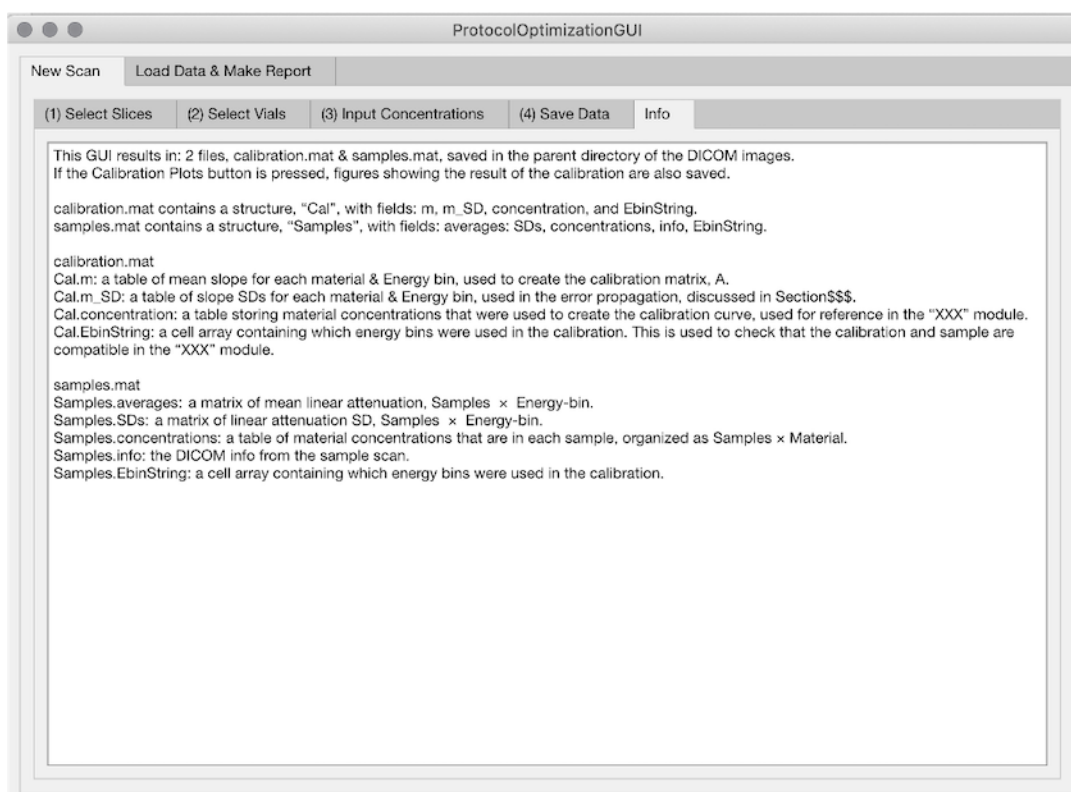 ProtocolOptimizationGUI
New Scan
Load Data & Make Report
(1) Select Slices
(2) Select Vials
(3) Input Concentrations
(4) Save Data
Info
This GUI results in: 2 files, calibration.mat & samples.mat, saved in the parent directory of the DICOM images.
If the Calibration Plots button is pressed, figures showing the result of the calibration are also saved.
calibration.mat contains a structure, “Cal”, with fields: m, m_SD, concentration, and EbinString.
samples.mat contains a structure, “Samples”, with fields: averages: SDs, concentrations, info, EbinString.
calibration.mat
Cal.m: a table of mean slope for each material & Energy bin, used to create the calibration matrix, A.
Cal.m_SD: a table of slope SDs for each material & Energy bin, used in the error propagation, discussed in Section$$$.
Cal.concentration: a table storing material concentrations that were used to create the calibration curve, used for reference in the “XXX” module.
Cal.EbinString: a cell array containing which energy bins were used in the calibration. This is used to check that the calibration and sample are
compatible in the “XXX” module.
samples.mat
Samples.averages: a matrix of mean linear attenuation, Samples × Energy-bin.
Samples.SDs: a matrix of linear attenuation SD, Samples × Energy-bin.
Samples.concentrations: a table of material concentrations that are in each sample, organized as Samples × Material.
Samples.info: the DICOM info from the sample scan.
Samples.EbinString: a cell array containing which energy bins were used in the calibration.